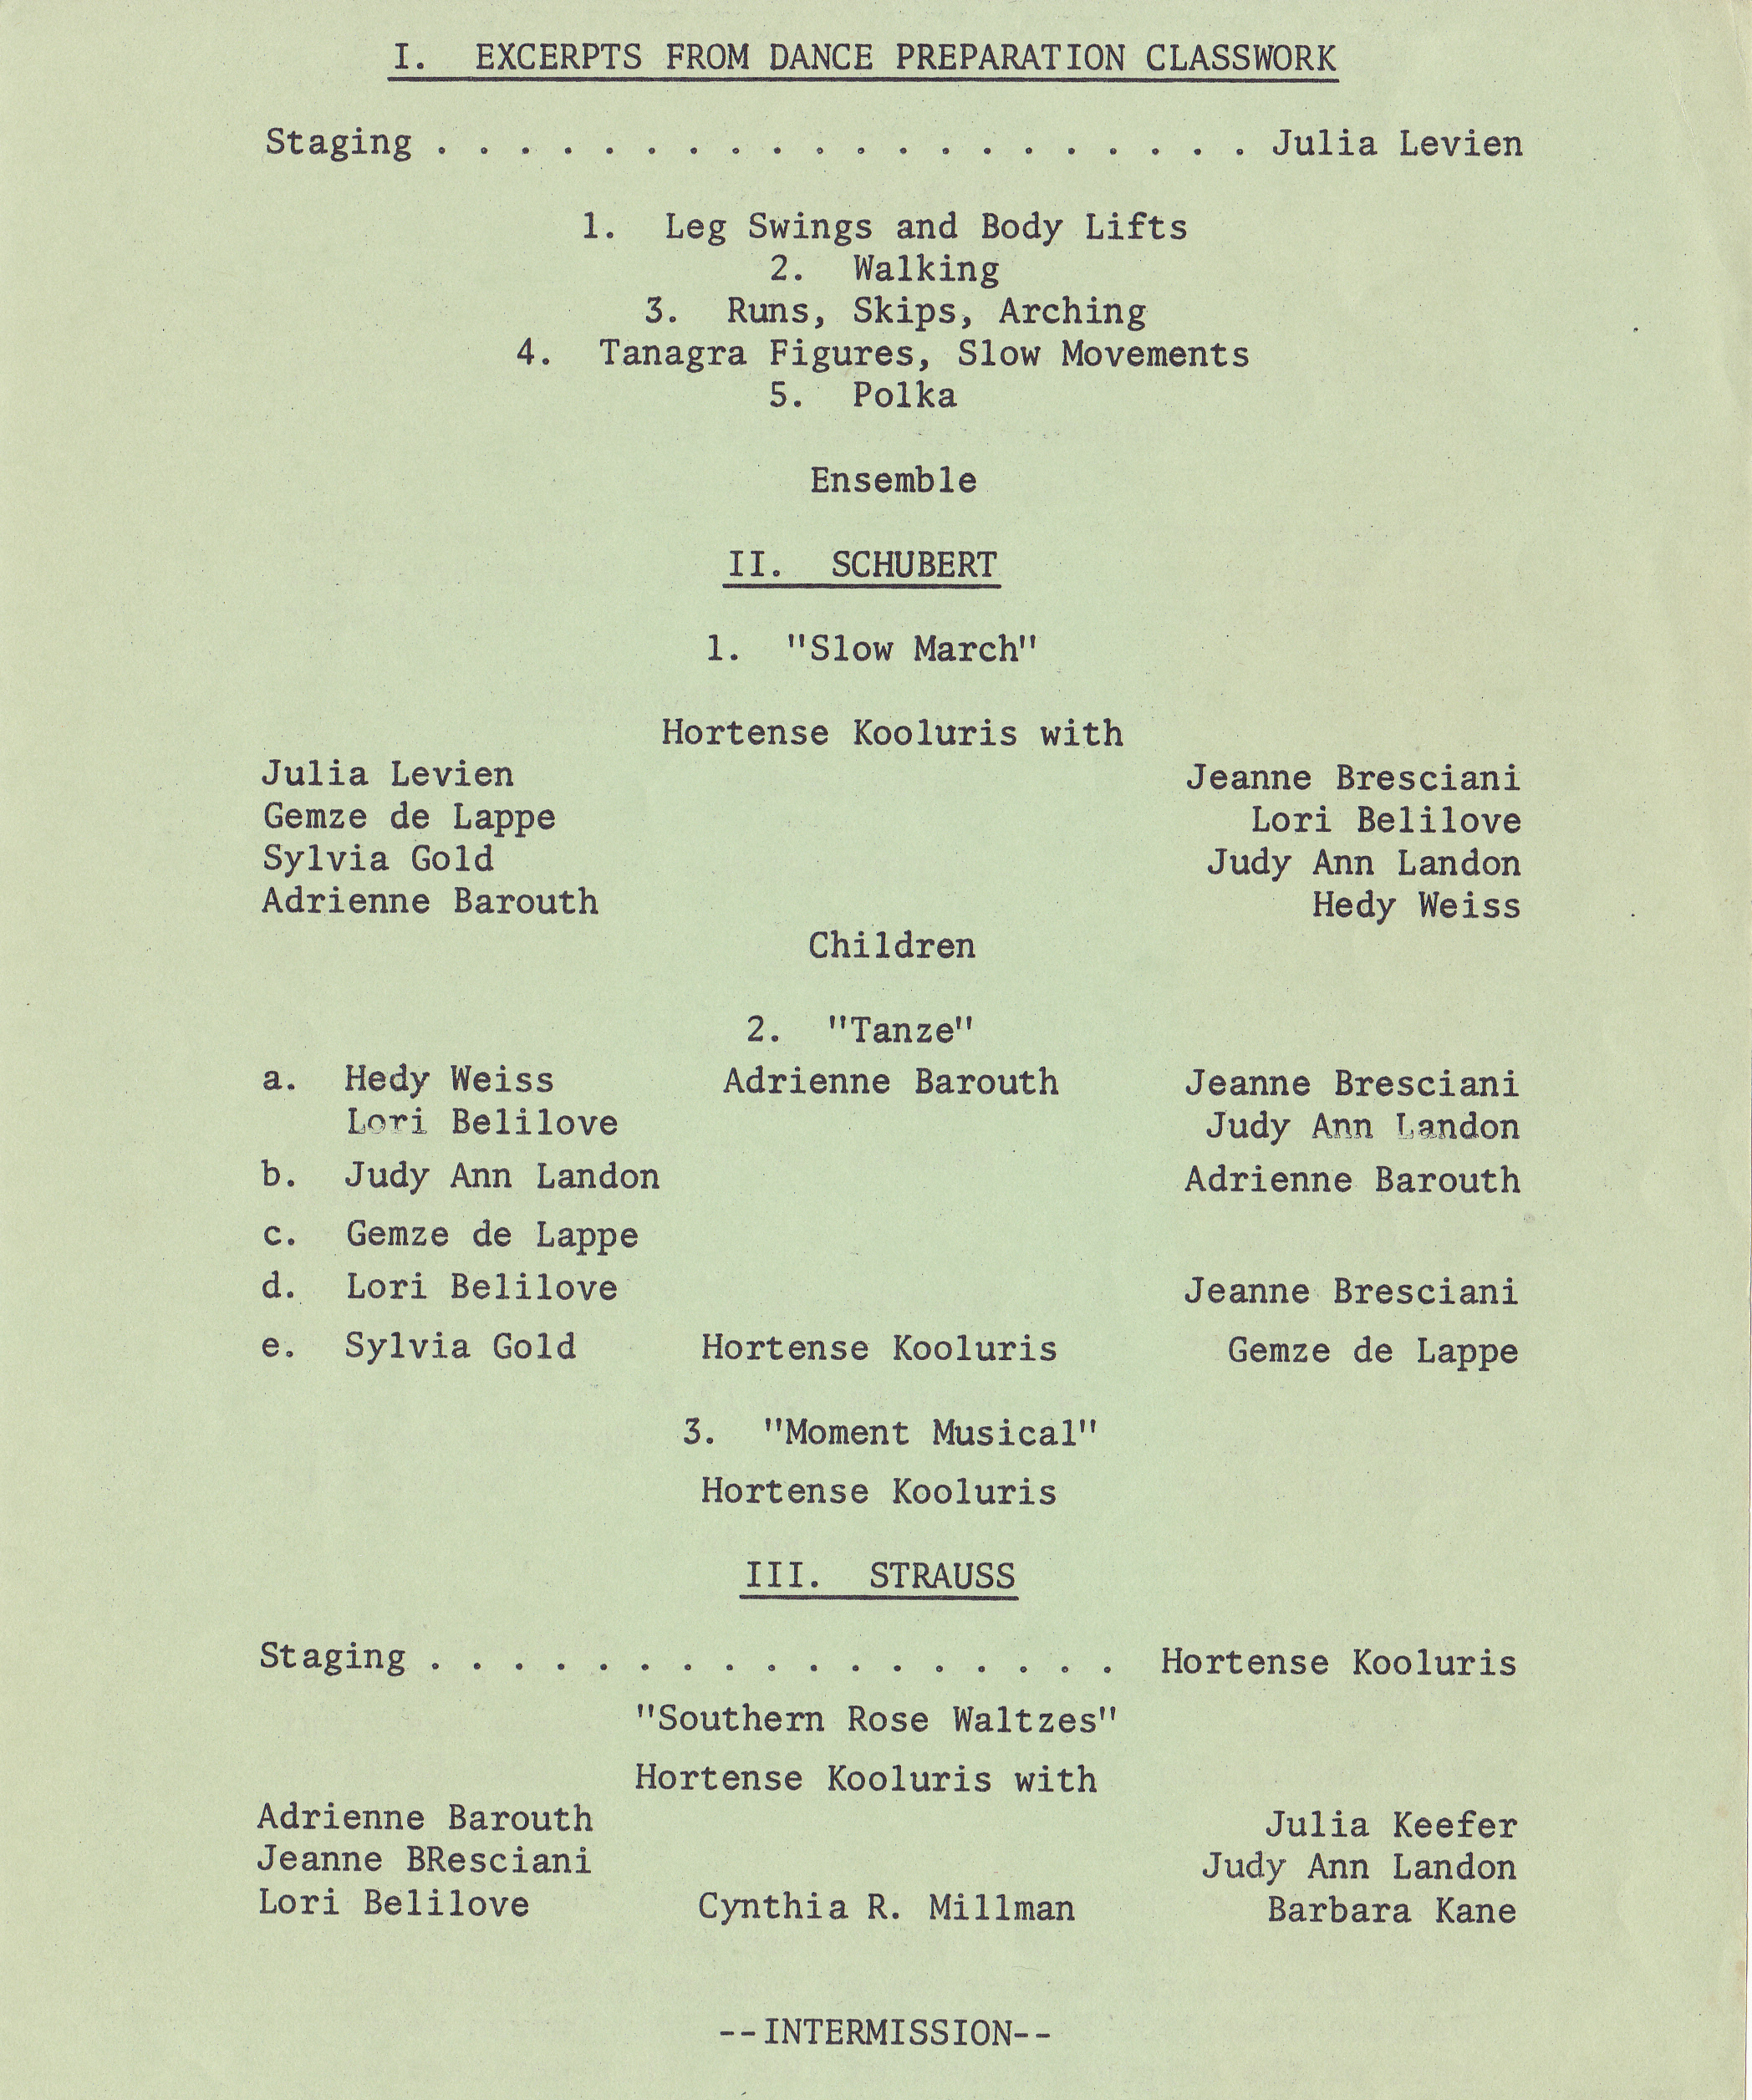 I. EXCERPTS FROM DANCE PREPARATION CLASSWORK
Staging . . . . . . . . . . . . . . . . . . . . Julia Levien
1. Leg Swings and Body Lifts
2. Walking
3. Runs, Skips, Arching
4. Tanagra Figures, Slow Movements
5. Polka
Ensemble
II. SCHUBERT
1. "Slow March"
Hortense Kooluris with
Julia Levien Jeanne Bresciani
Gemze de Lappe Lori Belilove
Sylvia Gold Judy Ann Landon
Adrienne Barouth Hedy Weiss
Children
2. "Tanze"
a. Hedy Weiss Adrienne Barouth Jeanne Bresciani
Lori Belilove Judy Ann Landon
b. Judy Ann Landon Adrienne Barouth
c. Gemze de Lappe
d. Lori Belilove Jeanne Bresciani
e. Sylvia Gold Hortense Kooluris Gemze de Lappe
3. "Moment Musical"
Hortense Kooluris
III. STRAUSS
Staging . . . . . . . . . . . . . . . . . Hortense Kooluris
"Southern Rose Waltzes"
Hortense Kooluris with
Adrienne Barouth Julia Keefer
Jeanne BResciani Judy Ann Landon
Lori Belilove Cynthia R. Millman Barbara Kane
--INTERMISSION--